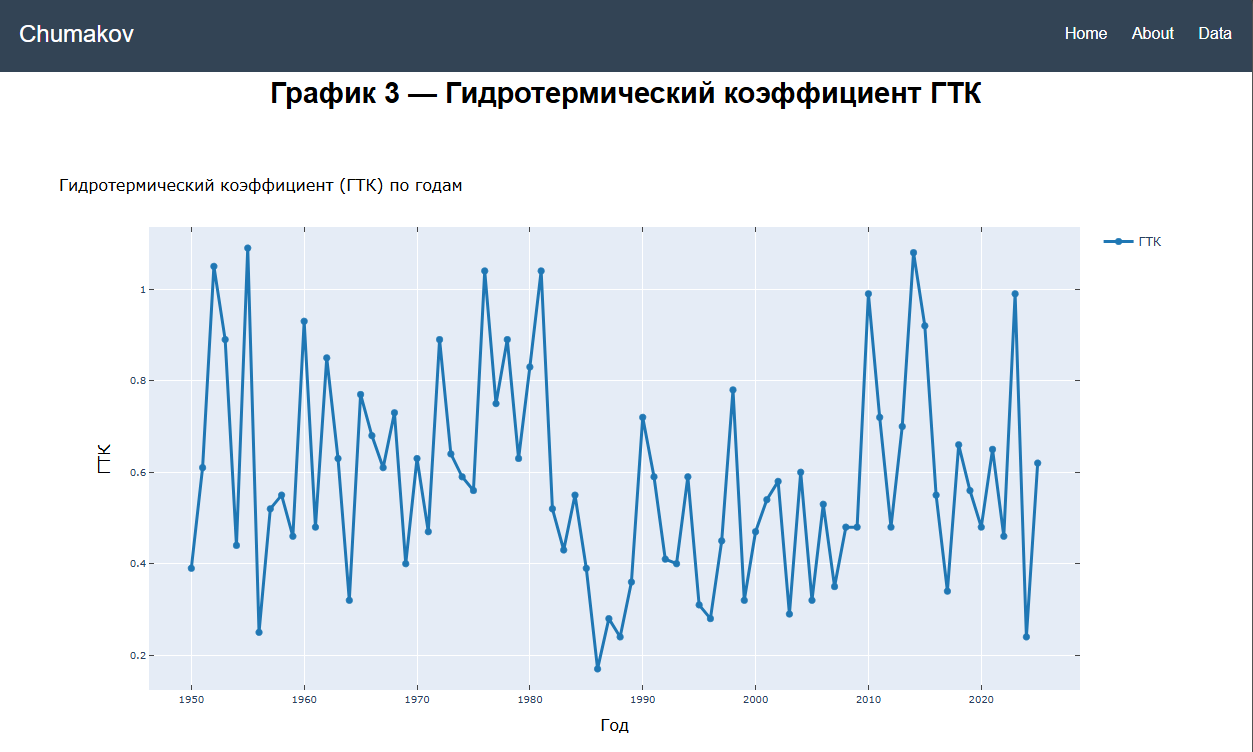 Chumakov
Home About Data
График 3 — Гидротермический коэффициент ГТК
Гидротермический коэффициент (ГТК) по годам
ГТК
1
0.8
0.6
0.4
0.2
ГТК
1950 1960 1970 1980 1990 2000 2010 2020
Год